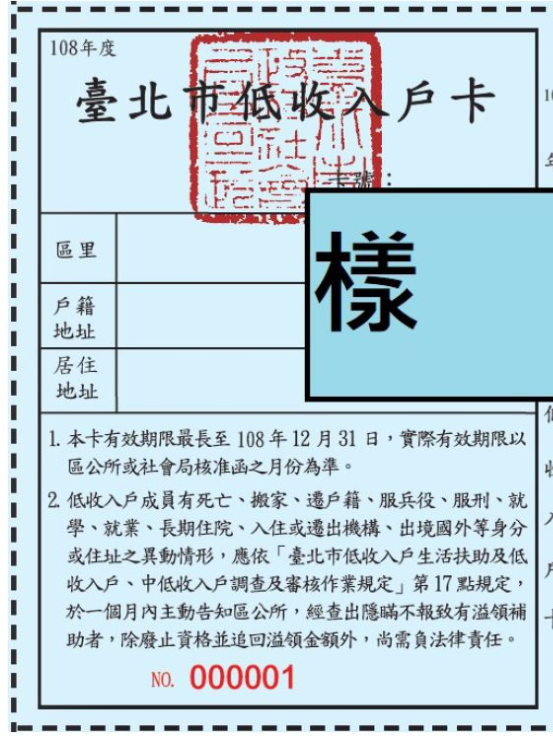 108年度
臺北市低收入戶卡
卡號：
區里
戶籍
地址
居住
地址
樣
1. 本卡有效期限最長至 108 年 12 月 31 日，實際有效期限以
區公所或社會局核准函之月份為準。
2. 低收入戶成員有死亡、搬家、遷戶籍、服兵役、服刑、就
學、就業、長期住院、入住或遷出機構、出境國外等身分
或住址之異動情形，應依「臺北市低收入戶生活扶助及低
收入戶、中低收入戶調查及審核作業規定」第 17 點規定，
於一個月內主動告知區公所，經查出隱瞞不報致有溢領補
助者，除廢止資格並追回溢領金額外，尚需負法律責任。
NO. 000001